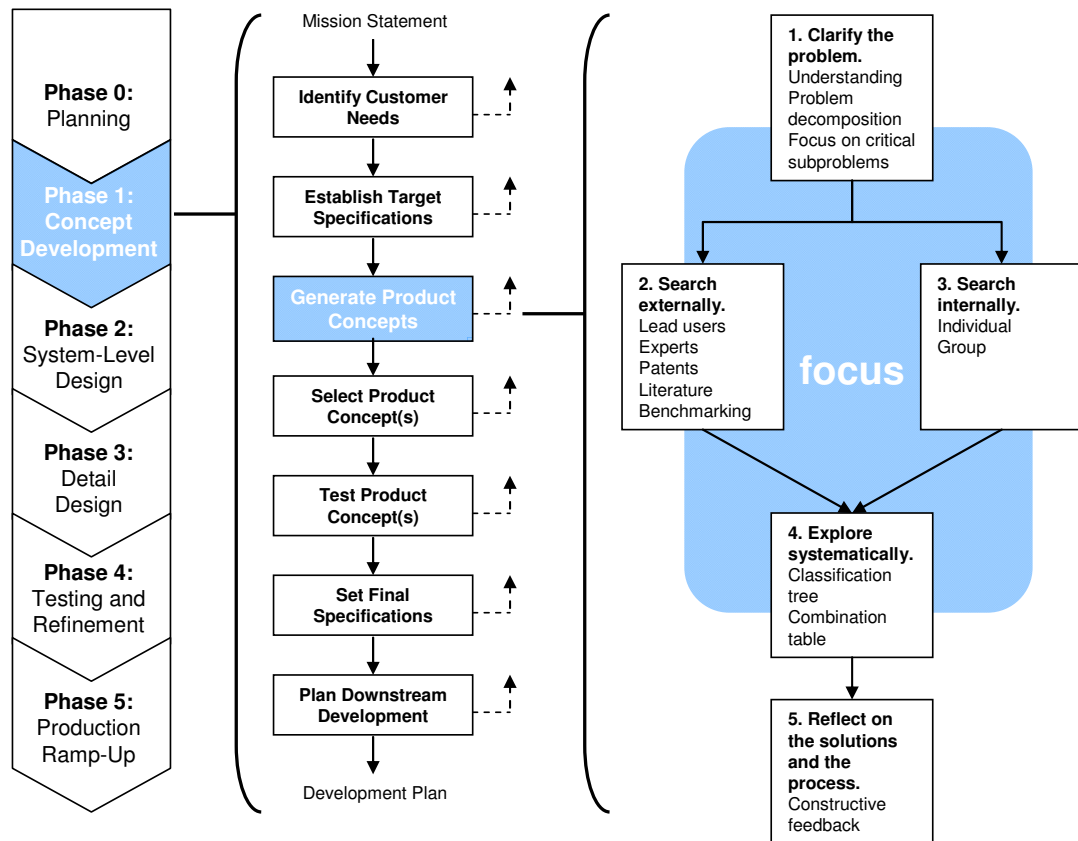 Phase 0:
Planning
Phase 1:
Concept
Development
Phase 2:
System-Level
Design
Phase 3:
Detail
Design
Phase 4:
Testing and
Refinement
Phase 5:
Production
Ramp-Up
Mission Statement
Identify Customer
Needs
Establish Target
Specifications
Generate Product
Concepts
Select Product
Concept(s)
Test Product
Concept(s)
Set Final
Specifications
Plan Downstream
Development
Development Plan
1. Clarify the
problem.
Understanding
Problem
decomposition
Focus on critical
subproblems
2. Search
externally.
Lead users
Experts
Patents
Literature
Benchmarking
focus
3. Search
internally.
Individual
Group
4. Explore
systematically.
Classification
tree
Combination
table
5. Reflect on
the solutions
and the
process.
Constructive
feedback